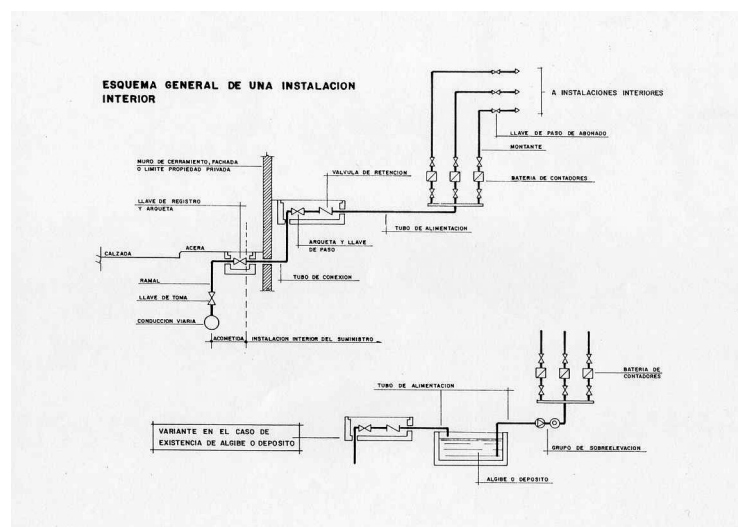 ESQUEMA GENERAL DE UNA INSTALACION
INTERIOR
A INSTALACIONES INTERIORES
LLAVE DE PASO DE ABONADO
MONTANTE
MURO DE CERRAMIENTO, FACHADA
O LIMITE PROPIEDAD PRIVADA
VALVULA DE RETENCION
BATERIA DE CONTADORES
LLAVE DE REGISTRO
Y ARQUETA
TUBO DE ALIMENTACION
ARQUETA Y LLAVE
DE PASO
ACERA
CALZADA
TUBO DE CONEXION
RAMAL
LLAVE DE TOMA
CONDUCCION VIARIA
ACOMETIDA
INSTALACION INTERIOR DEL SUMINISTRO
BATERIA DE
CONTADORES
TUBO DE ALIMENTACION
VARIANTE EN EL CASO DE
EXISTENCIA DE ALGIBE O DEPOSITO
GRUPO DE SOBREELEVACION
ALGIBE O DEPOSITO